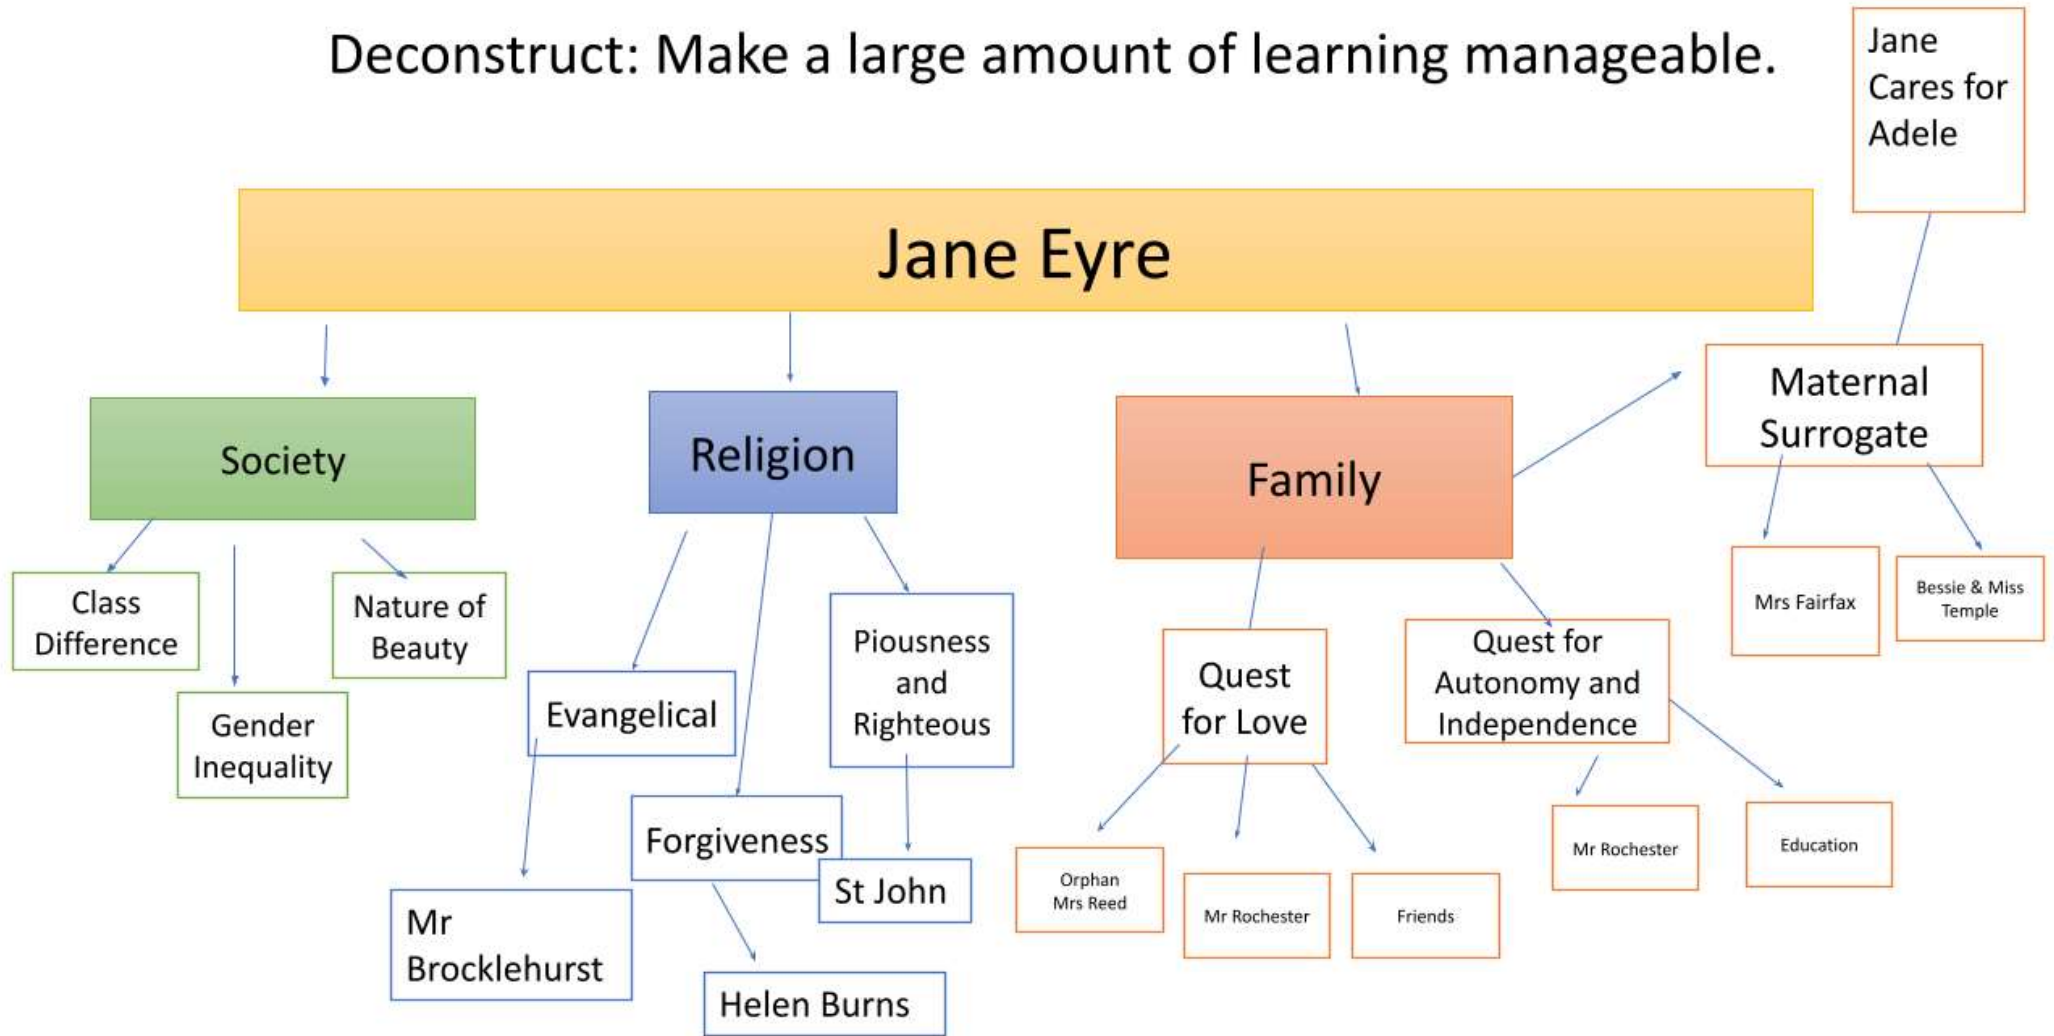 Deconstruct: Make a large amount of learning manageable.
Jane
Cares for
Adele
Jane Eyre
Society
Religion
Family
Maternal
Surrogate
Class
Difference
Gender
Inequality
Nature of
Beauty
Evangelical
Piousness
and
Righteous
Forgiveness
St John
Mr
Brocklehurst
Helen Burns
Quest
for Love
Quest for
Autonomy and
Independence
Mrs Fairfax
Bessie & Miss
Temple
Orphan
Mrs Reed
Mr Rochester
Friends
Mr Rochester
Education